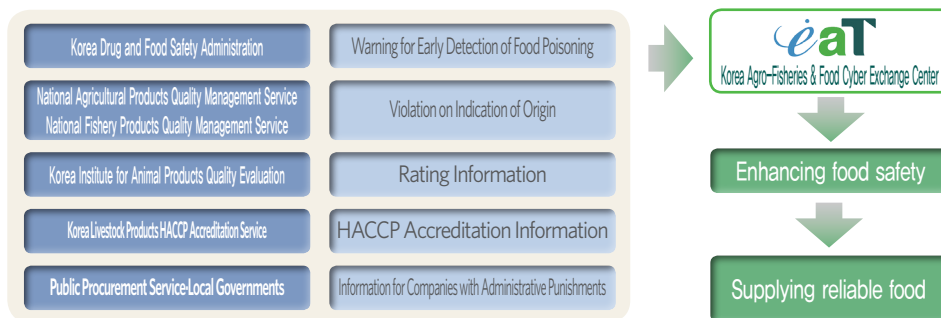 Korea Drug and Food Safety Administration
Warning for Early Detection of Food Poisoning
National Agricultural Products Quality Management Service
National Fishery Products Quality Management Service
Violation on Indication of Origin
Korea Institute for Animal Products Quality Evaluation
Rating Information
Korea Livestock Products HACCP Accreditation Service
HACCP Accreditation Information
Public Procurement Service-Local Governments
Information for Companies with Administrative Punishments
eaT
Korea Agro-Fisheries & Food Cyber Exchange Center
Enhancing food safety
Supplying reliable food